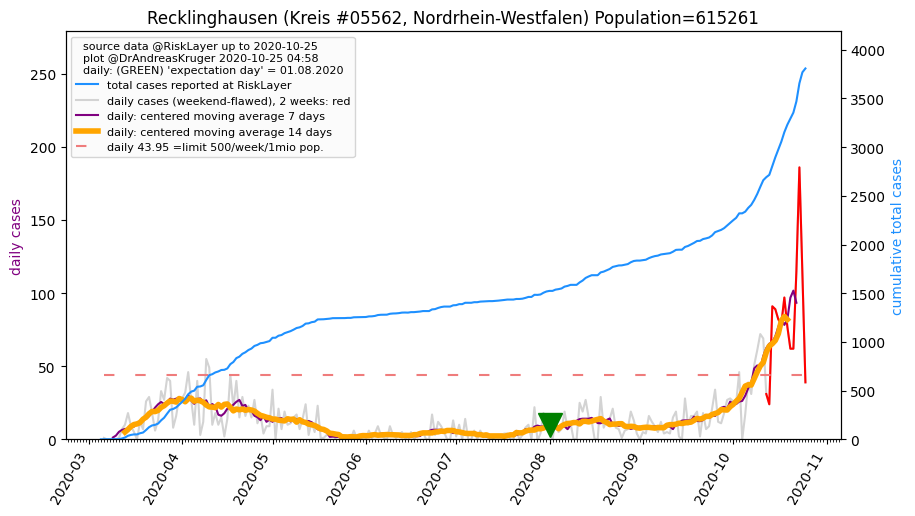 Recklinghausen (Kreis #05562, Nordrhein-Westfalen) Population=615261
source data @RiskLayer up to 2020-10-25
plot @DrAndreasKruger 2020-10-25 04:58
daily: (GREEN) 'expectation day' = 01.08.2020
total cases reported at RiskLayer
daily cases (weekend-flawed), 2 weeks: red
daily: centered moving average 7 days
daily: centered moving average 14 days
daily 43.95 =limit 500/week/1mio pop.
daily cases
250
200
150
100
50
0
cumulative total cases
4000
3500
3000
2500
2000
1500
1000
500
0
2020-03
2020-04
2020-05
2020-06
2020-07
2020-08
2020-09
2020-10
2020-11